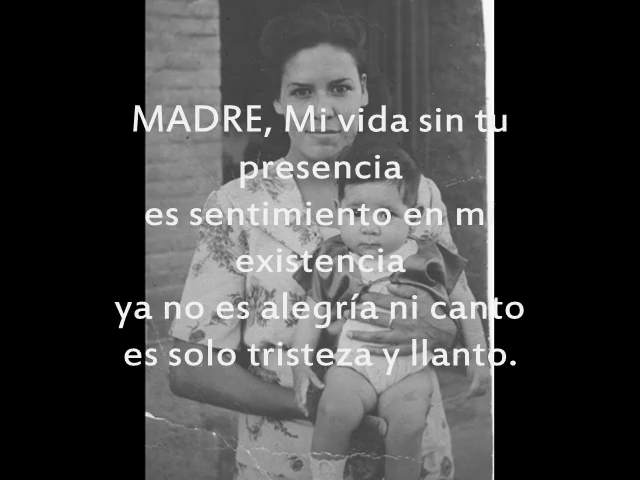 MADRE, Mi vida sin tu
presencia
es sentimiento en mi
existencia
ya no es alegría ni canto
es solo tristeza y llanto.